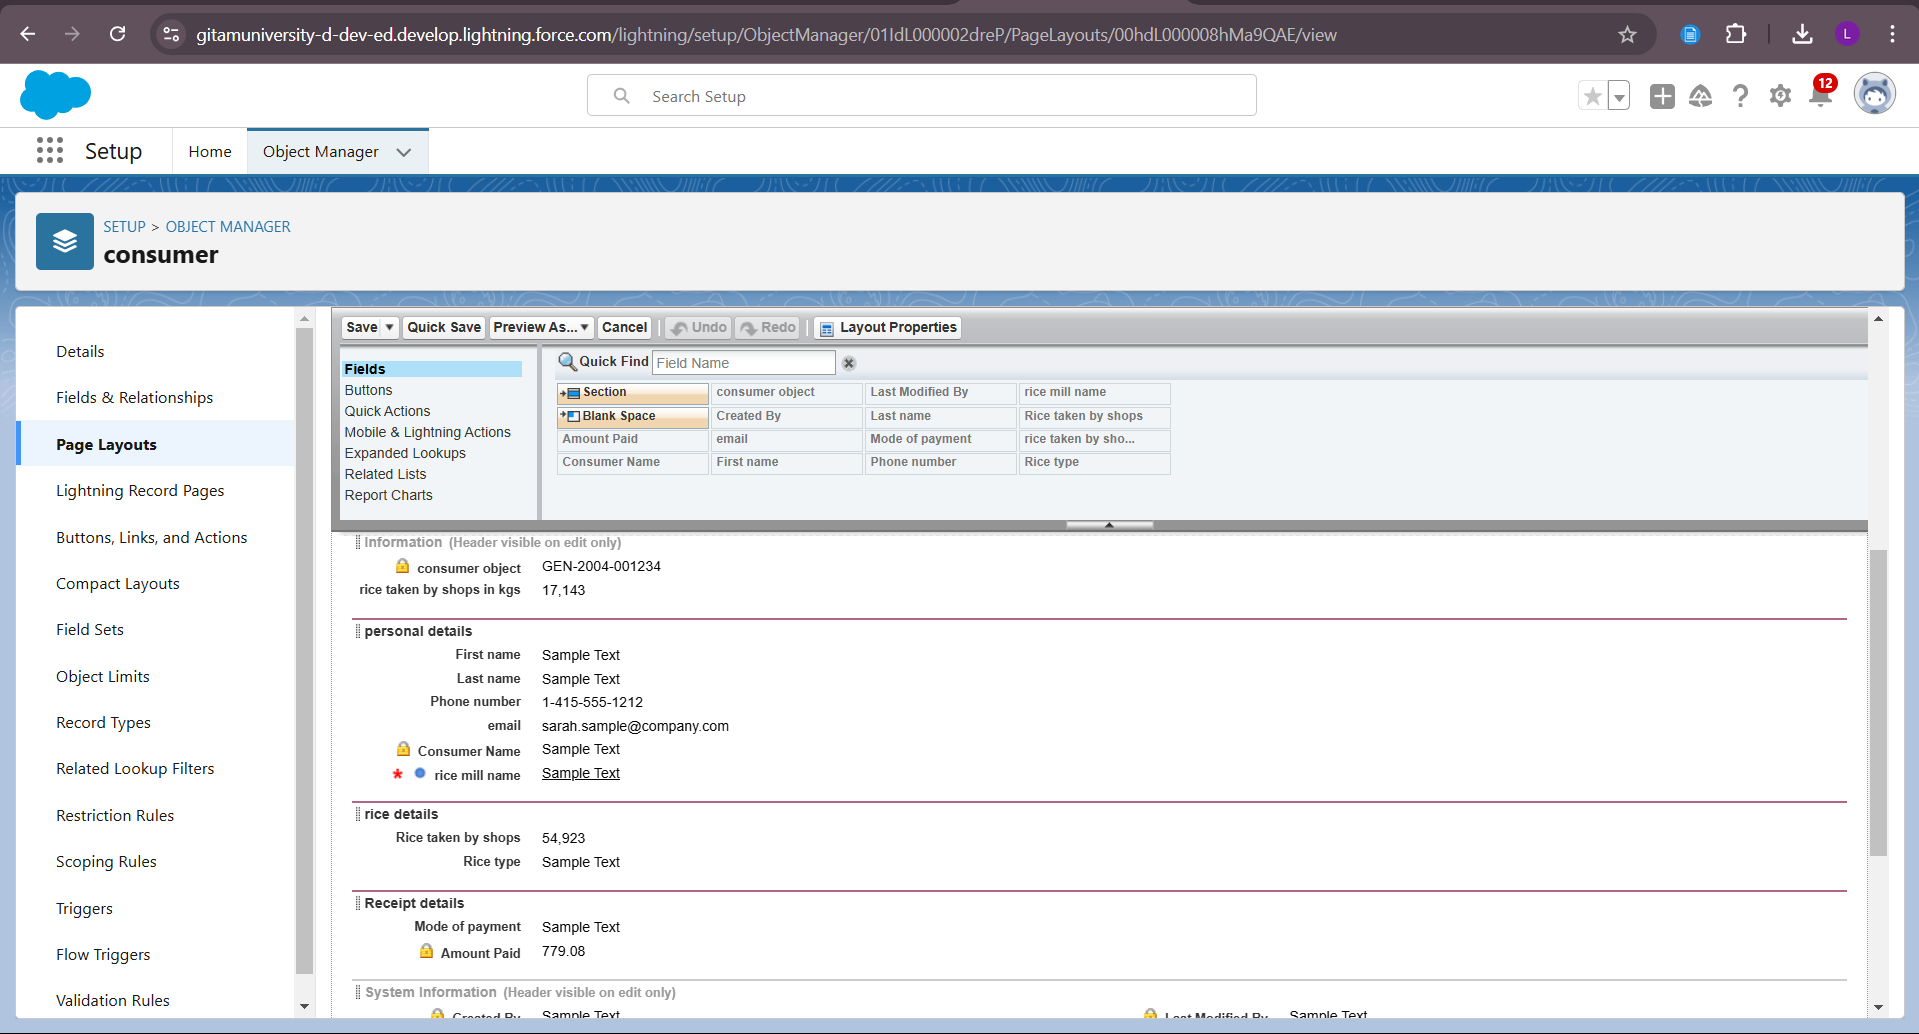 gitamuniversity-d-dev-ed.develop.lightning.force.com/lightning/setup/ObjectManager/01IdL000002dreP/PageLayouts/00hdL000008hMa9QAE/view
L
Search Setup
12
Setup
Home
Object Manager
SETUP > OBJECT MANAGER
consumer
Details
Fields & Relationships
Page Layouts
Lightning Record Pages
Buttons, Links, and Actions
Compact Layouts
Field Sets
Object Limits
Record Types
Related Lookup Filters
Restriction Rules
Scoping Rules
Triggers
Flow Triggers
Validation Rules
Save Quick Save Preview As... Cancel Undo Redo Layout Properties
Fields
Buttons
Quick Actions
Mobile & Lightning Actions
Expanded Lookups
Related Lists
Report Charts
Quick Find Field Name
Section consumer object Last Modified By rice mill name
Blank Space Created By Last name Rice taken by shops
Amount Paid email Mode of payment rice taken by sho...
Consumer Name First name Phone number Rice type
Information (Header visible on edit only)
consumer object GEN-2004-001234
rice taken by shops in kgs 17,143
personal details
First name Sample Text
Last name Sample Text
Phone number 1-415-555-1212
email sarah.sample@company.com
Consumer Name Sample Text
* rice mill name Sample Text
rice details
Rice taken by shops 54,923
Rice type Sample Text
Receipt details
Mode of payment Sample Text
Amount Paid 779.08
System Information (Header visible on edit only)
Created By Sample Text Last Modified By Sample Text